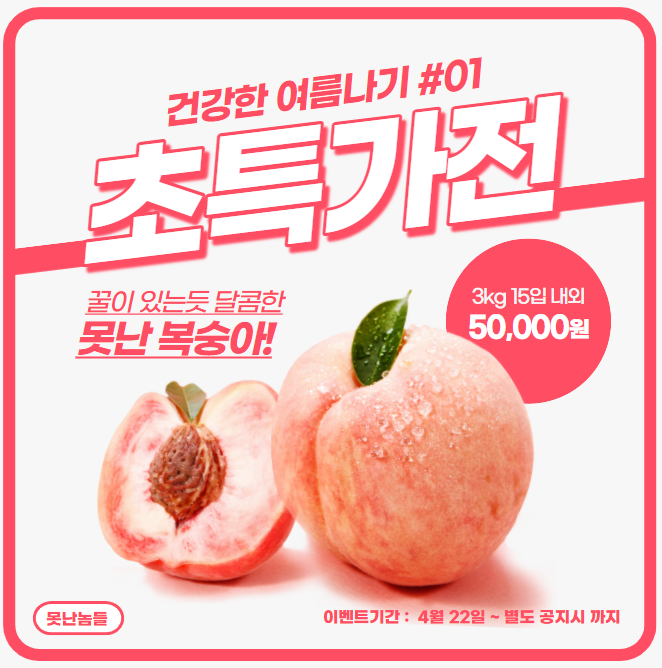 건강한 여름나기 #01
초특가전
꿀이 있는듯 달콤한
못난 복숭아!
3kg 15입 내외
50,000원
못난놈들
이벤트기간 : 4월 22일 ~ 별도 공지시 까지